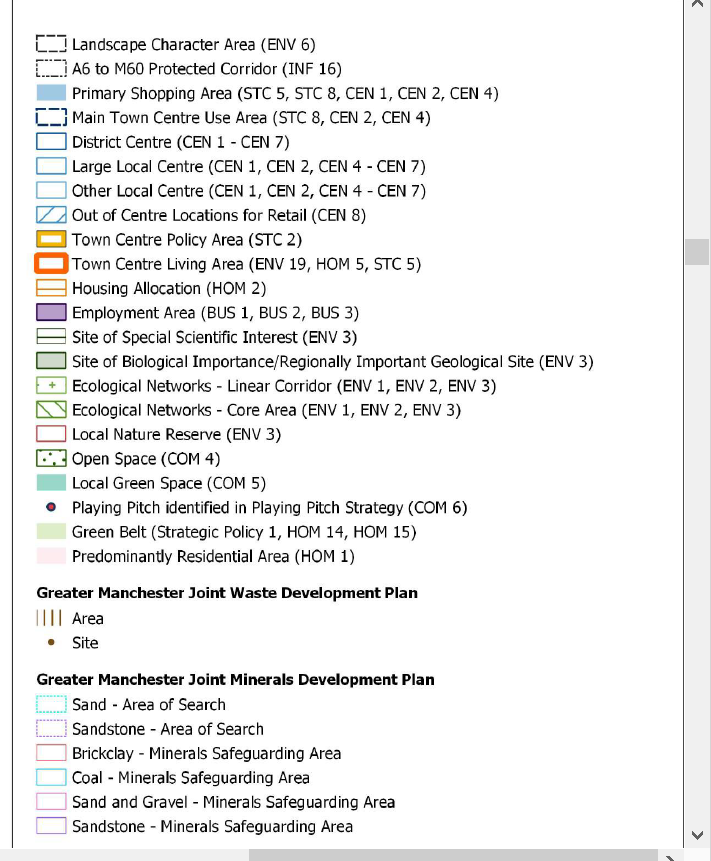 Landscape Character Area (ENV 6)
A6 to M60 Protected Corridor (INF 16)
Primary Shopping Area (STC 5, STC 8, CEN 1, CEN 2, CEN 4)
Main Town Centre Use Area (STC 8, CEN 2, CEN 4)
District Centre (CEN 1 - CEN 7)
Large Local Centre (CEN 1, CEN 2, CEN 4 - CEN 7)
Other Local Centre (CEN 1, CEN 2, CEN 4 - CEN 7)
Out of Centre Locations for Retail (CEN 8)
Town Centre Policy Area (STC 2)
Town Centre Living Area (ENV 19, HOM 5, STC 5)
Housing Allocation (HOM 2)
Employment Area (BUS 1, BUS 2, BUS 3)
Site of Special Scientific Interest (ENV 3)
Site of Biological Importance/Regionally Important Geological Site (ENV 3)
Ecological Networks - Linear Corridor (ENV 1, ENV 2, ENV 3)
Ecological Networks - Core Area (ENV 1, ENV 2, ENV 3)
Local Nature Reserve (ENV 3)
Open Space (COM 4)
Local Green Space (COM 5)
Playing Pitch identified in Playing Pitch Strategy (COM 6)
Green Belt (Strategic Policy 1, HOM 14, HOM 15)
Predominantly Residential Area (HOM 1)
Greater Manchester Joint Waste Development Plan
Area
Site
Greater Manchester Joint Minerals Development Plan
Sand - Area of Search
Sandstone - Area of Search
Brickclay - Minerals Safeguarding Area
Coal - Minerals Safeguarding Area
Sand and Gravel - Minerals Safeguarding Area
Sandstone - Minerals Safeguarding Area